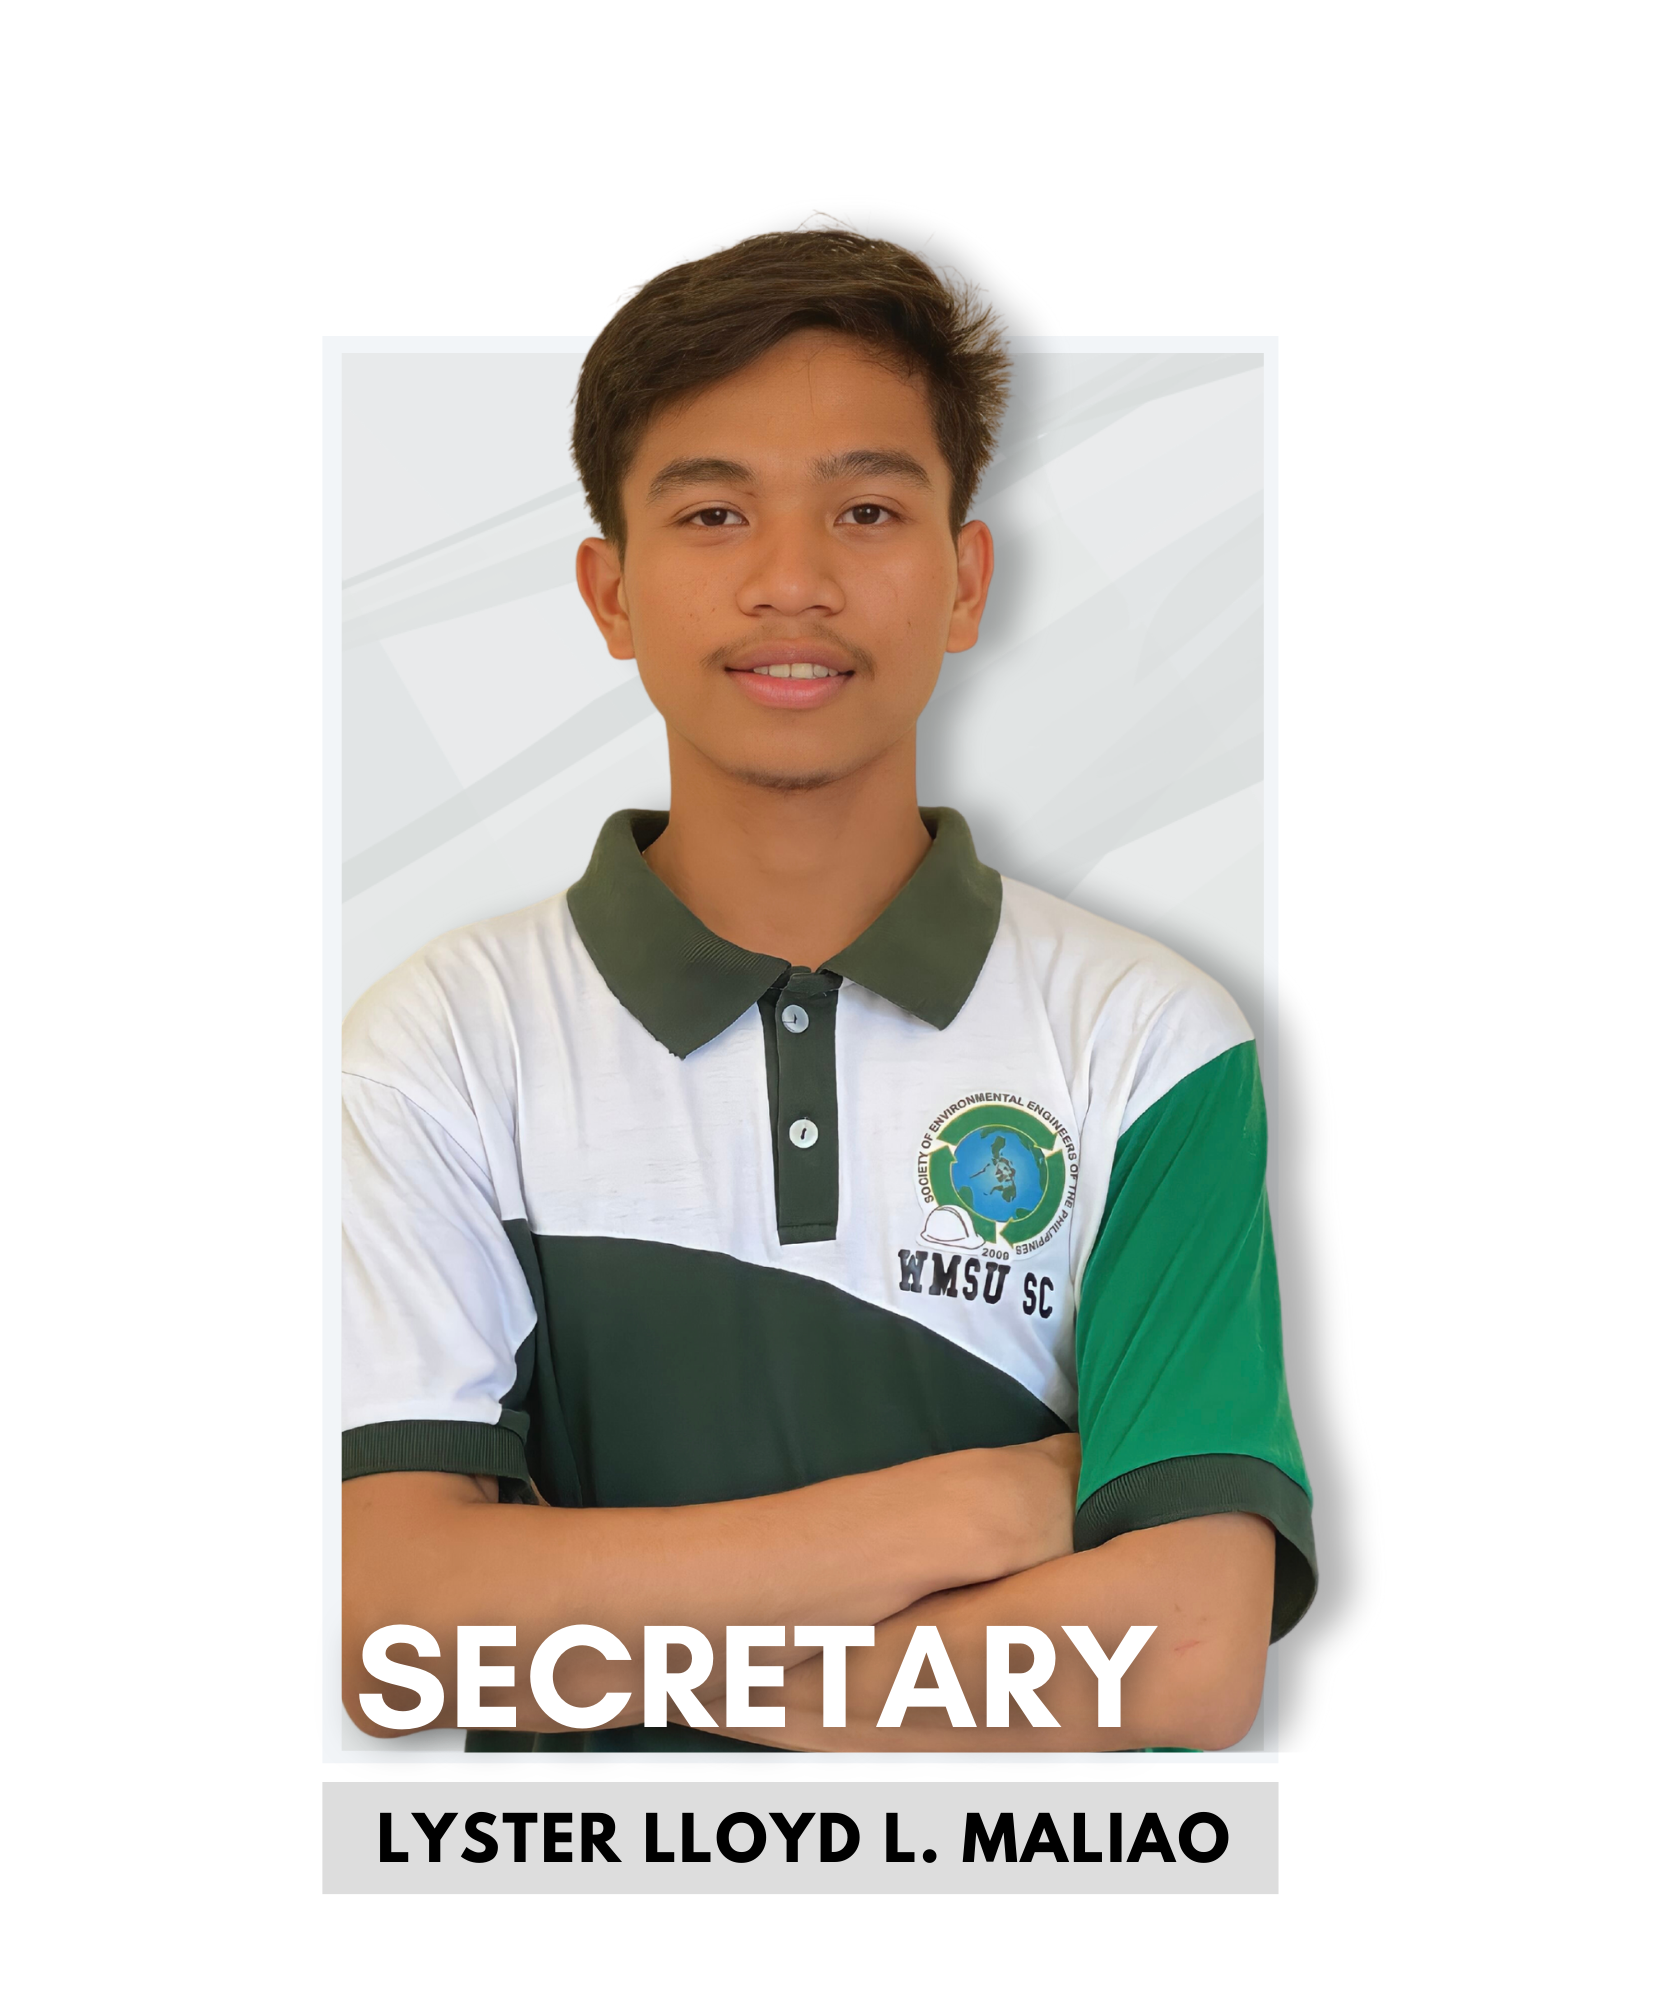 SOCIETY OF ENVIRONMENTAL ENGINEERS OF THE PHILIPPINES
2009
WMSU SC
SECRETARY
LYSTER LLOYD L. MALIAO